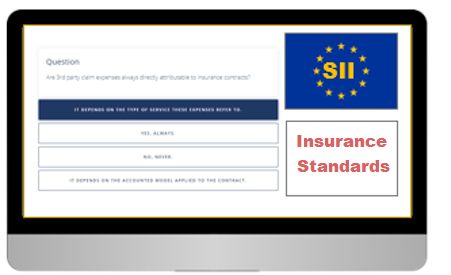 Question
Are 3rd party claim expenses always directly attributable to insurance contracts?
IT DEPENDS ON THE TYPE OF SERVICE THESE EXPENSES REFER TO.
YES, ALWAYS.
NO, NEVER.
IT DEPENDS ON THE ACCOUNTED MODEL APPLIED TO THE CONTRACT.
SII
Insurance
Standards